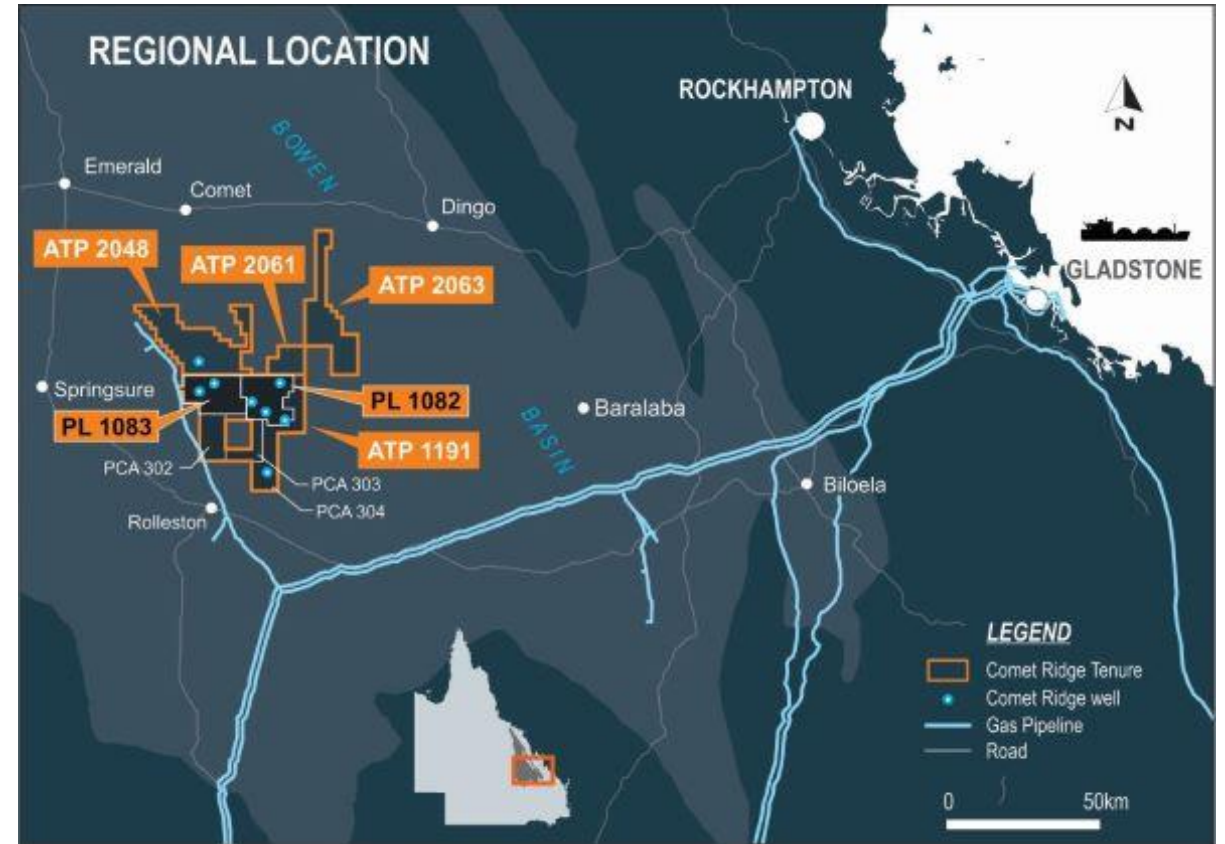 REGIONAL LOCATION
ROCKHAMPTON
N
BOWEN
Emerald
Comet
Dingo
ATP 2048
ATP 2061
ATP 2063
GLADSTONE
Springsure
PL 1082
PL 1083
Baralaba
BASIN
ATP 1191
PCA 302
PCA 303
PCA 304
Biloela
Rolleston
LEGEND
Comet Ridge Tenure
Comet Ridge well
Gas Pipeline
Road
0 50km